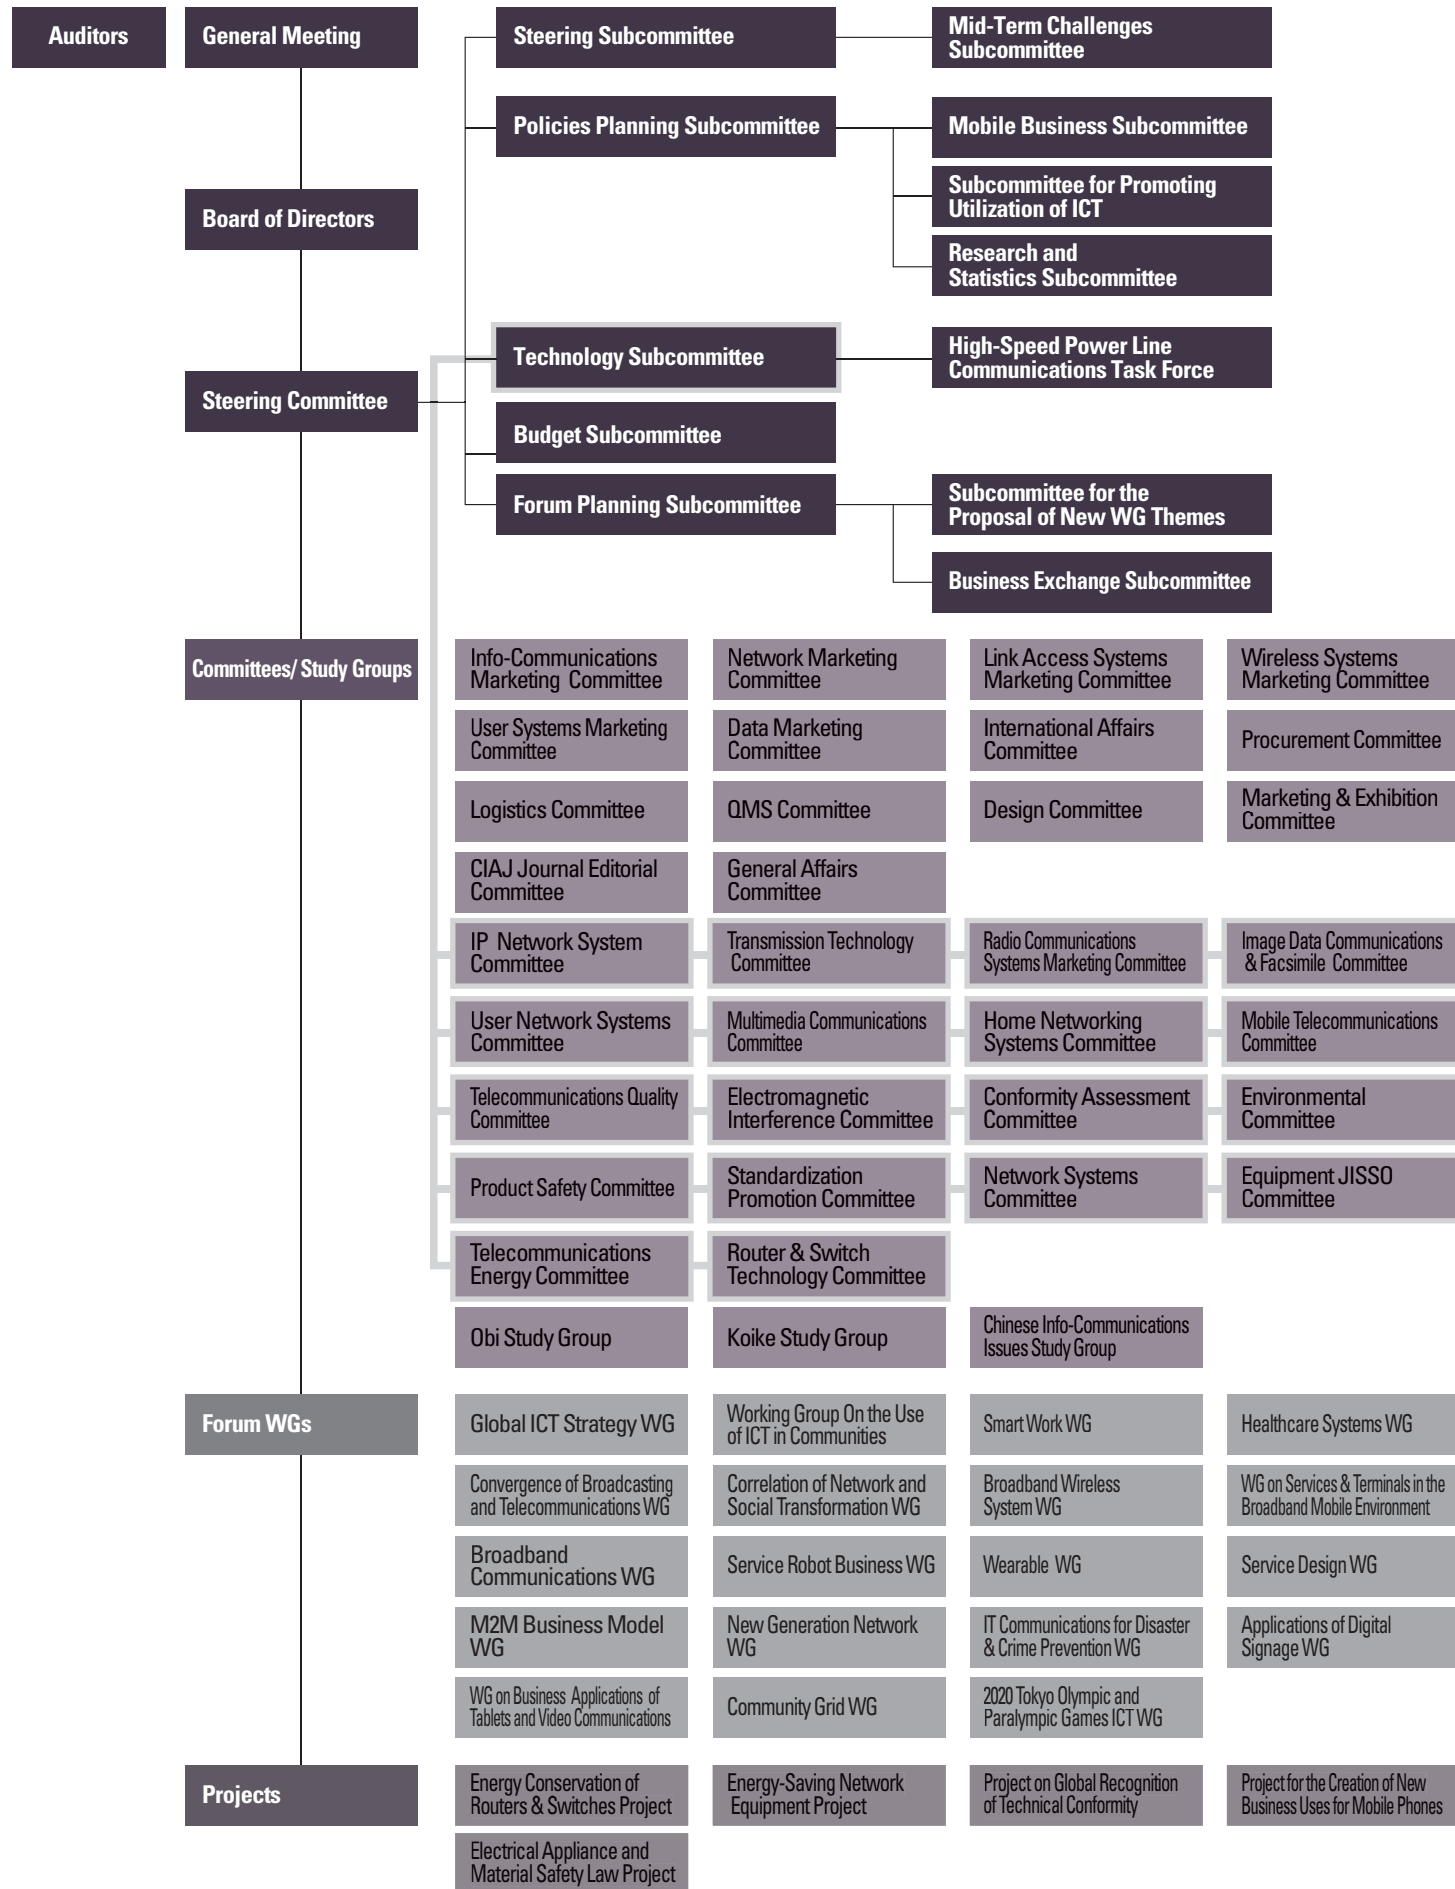 Auditors
General Meeting
Steering Subcommittee
Mid-Term Challenges
Subcommittee
Policies Planning Subcommittee
Mobile Business Subcommittee
Subcommittee for Promoting
Utilization of ICT
Board of Directors
Research and
Statistics Subcommittee
Technology Subcommittee
High-Speed Power Line
Communications Task Force
Steering Committee
Budget Subcommittee
Forum Planning Subcommittee
Subcommittee for the
Proposal of New WG Themes
Business Exchange Subcommittee
Committees/ Study Groups
Info-Communications
Marketing Committee
Network Marketing
Committee
Link Access Systems
Marketing Committee
Wireless Systems
Marketing Committee
User Systems Marketing
Committee
Data Marketing
Committee
International Affairs
Committee
Procurement Committee
Logistics Committee
QMS Committee
Design Committee
Marketing & Exhibition
Committee
CIAJ Journal Editorial
Committee
General Affairs
Committee
IP Network System
Committee
Transmission Technology
Committee
Radio Communications
Systems Marketing Committee
Image Data Communications
& Facsimile Committee
User Network Systems
Committee
Multimedia Communications
Committee
Home Networking
Systems Committee
Mobile Telecommunications
Committee
Telecommunications Quality
Committee
Electromagnetic
Interference Committee
Conformity Assessment
Committee
Environmental
Committee
Product Safety Committee
Standardization
Promotion Committee
Network Systems
Committee
Equipment JISSO
Committee
Telecommunications
Energy Committee
Router & Switch
Technology Committee
Obi Study Group
Koike Study Group
Chinese Info-Communications
Issues Study Group
Forum WGs
Global ICT Strategy WG
Working Group On the Use
of ICT in Communities
Smart Work WG
Healthcare Systems WG
Convergence of Broadcasting
and Telecommunications WG
Correlation of Network and
Social Transformation WG
Broadband Wireless
System WG
WG on Services & Terminals in the
Broadband Mobile Environment
Broadband
Communications WG
Service Robot Business WG
Wearable WG
Service Design WG
M2M Business Model
WG
New Generation Network
WG
IT Communications for Disaster
& Crime Prevention WG
Applications of Digital
Signage WG
WG on Business Applications of
Tablets and Video Communications
Community Grid WG
2020 Tokyo Olympic and
Paralympic Games ICT WG
Projects
Energy Conservation of
Routers & Switches Project
Energy-Saving Network
Equipment Project
Project on Global Recognition
of Technical Conformity
Project for the Creation of New
Business Uses for Mobile Phones
Electrical Appliance and
Material Safety Law Project